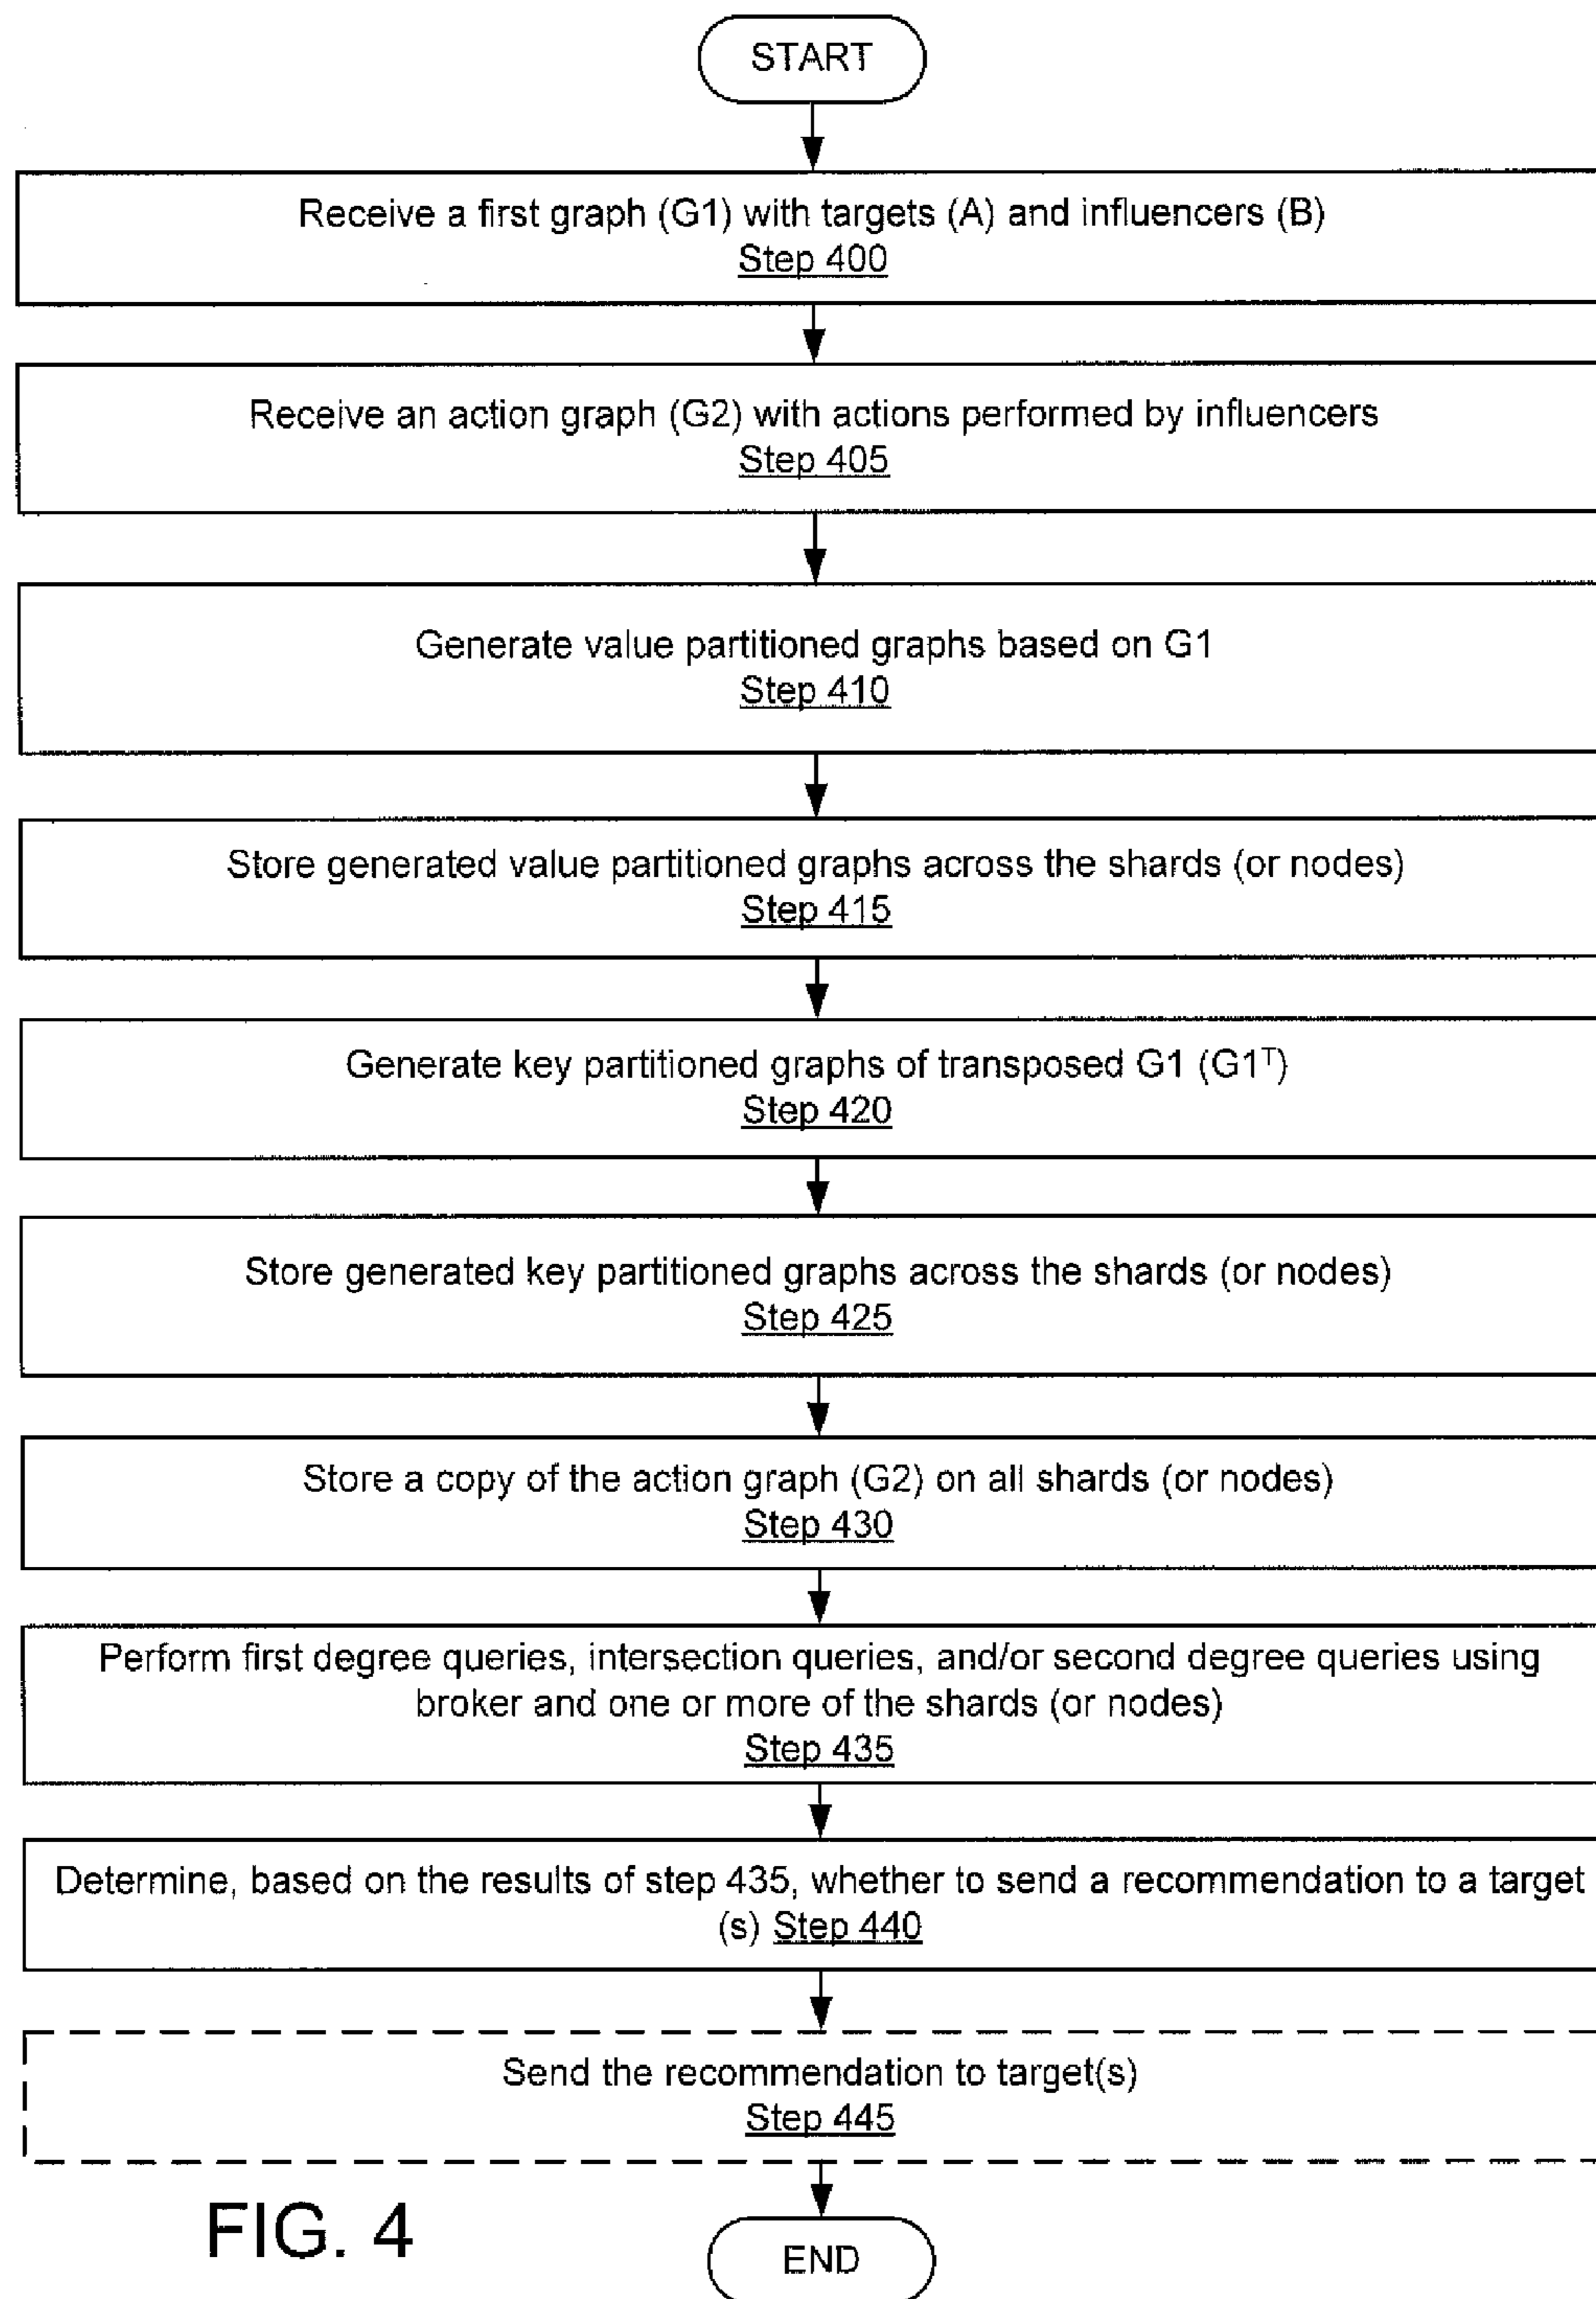 START
Receive a first graph (G1) with targets (A) and influencers (B)
Step 400
Receive an action graph (G2) with actions performed by influencers
Step 405
Generate value partitioned graphs based on G1
Step 410
Store generated value partitioned graphs across the shards (or nodes)
Step 415
Generate key partitioned graphs of transposed G1 (G1ᵀ)
Step 420
Store generated key partitioned graphs across the shards (or nodes)
Step 425
Store a copy of the action graph (G2) on all shards (or nodes)
Step 430
Perform first degree queries, intersection queries, and/or second degree queries using
broker and one or more of the shards (or nodes)
Step 435
Determine, based on the results of step 435, whether to send a recommendation to a target
(s) Step 440
Send the recommendation to target(s)
Step 445
FIG. 4
END